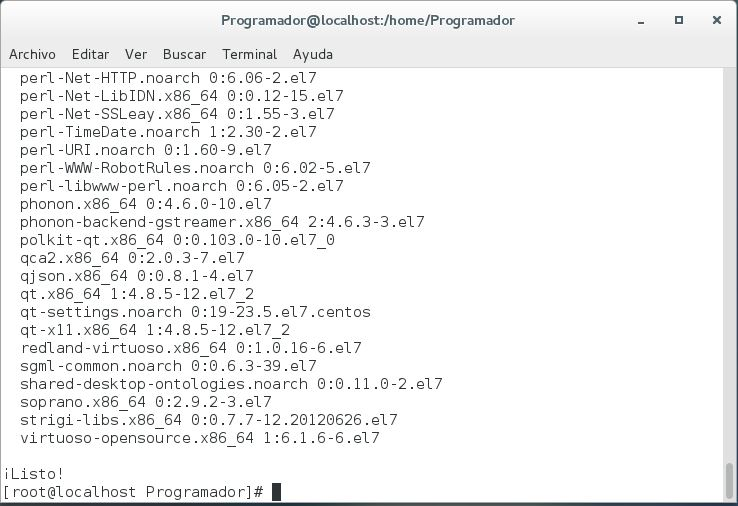 Programador@localhost:/home/Programador
Archivo Editar Ver Buscar Terminal Ayuda
perl-Net-HTTP.noarch 0:6.06-2.el7
perl-Net-LibIDN.x86_64 0:0.12-15.el7
perl-Net-SSLeay.x86_64 0:1.55-3.el7
perl-TimeDate.noarch 1:2.30-2.el7
perl-URI.noarch 0:1.60-9.el7
perl-WWW-RobotRules.noarch 0:6.02-5.el7
perl-libwww-perl.noarch 0:6.05-2.el7
phonon.x86_64 0:4.6.0-10.el7
phonon-backend-gstreamer.x86_64 2:4.6.3-3.el7
polkit-qt.x86_64 0:0.103.0-10.el7_0
qca2.x86_64 0:2.0.3-7.el7
qjson.x86_64 0:0.8.1-4.el7
qt.x86_64 1:4.8.5-12.el7_2
qt-settings.noarch 0:19-23.5.el7.centos
qt-x11.x86_64 1:4.8.5-12.el7_2
redland-virtuoso.x86_64 0:1.0.16-6.el7
sgml-common.noarch 0:0.6.3-39.el7
shared-desktop-ontologies.noarch 0:0.11.0-2.el7
soprano.x86_64 0:2.9.2-3.el7
strigi-libs.x86_64 0:0.7.7-12.20120626.el7
virtuoso-opensource.x86_64 1:6.1.6-6.el7
¡Listo!
[root@localhost Programador]#